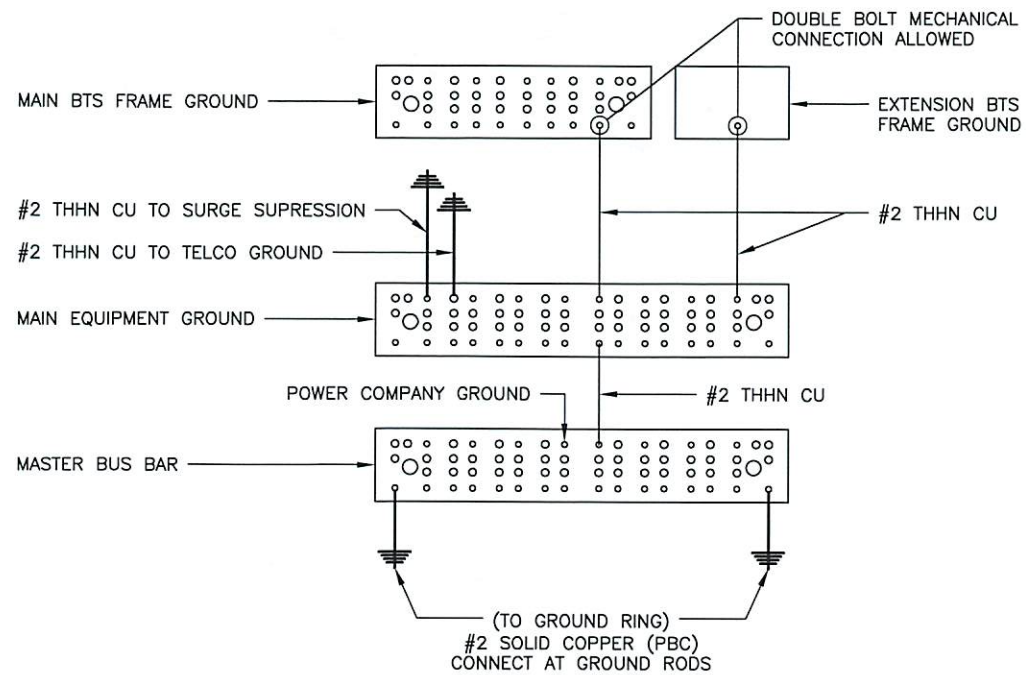 DOUBLE BOLT MECHANICAL
CONNECTION ALLOWED
MAIN BTS FRAME GROUND
EXTENSION BTS
FRAME GROUND
#2 THHN CU TO SURGE SUPRESSION
#2 THHN CU
#2 THHN CU TO TELCO GROUND
MAIN EQUIPMENT GROUND
POWER COMPANY GROUND
#2 THHN CU
MASTER BUS BAR
(TO GROUND RING)
#2 SOLID COPPER (PBC)
CONNECT AT GROUND RODS